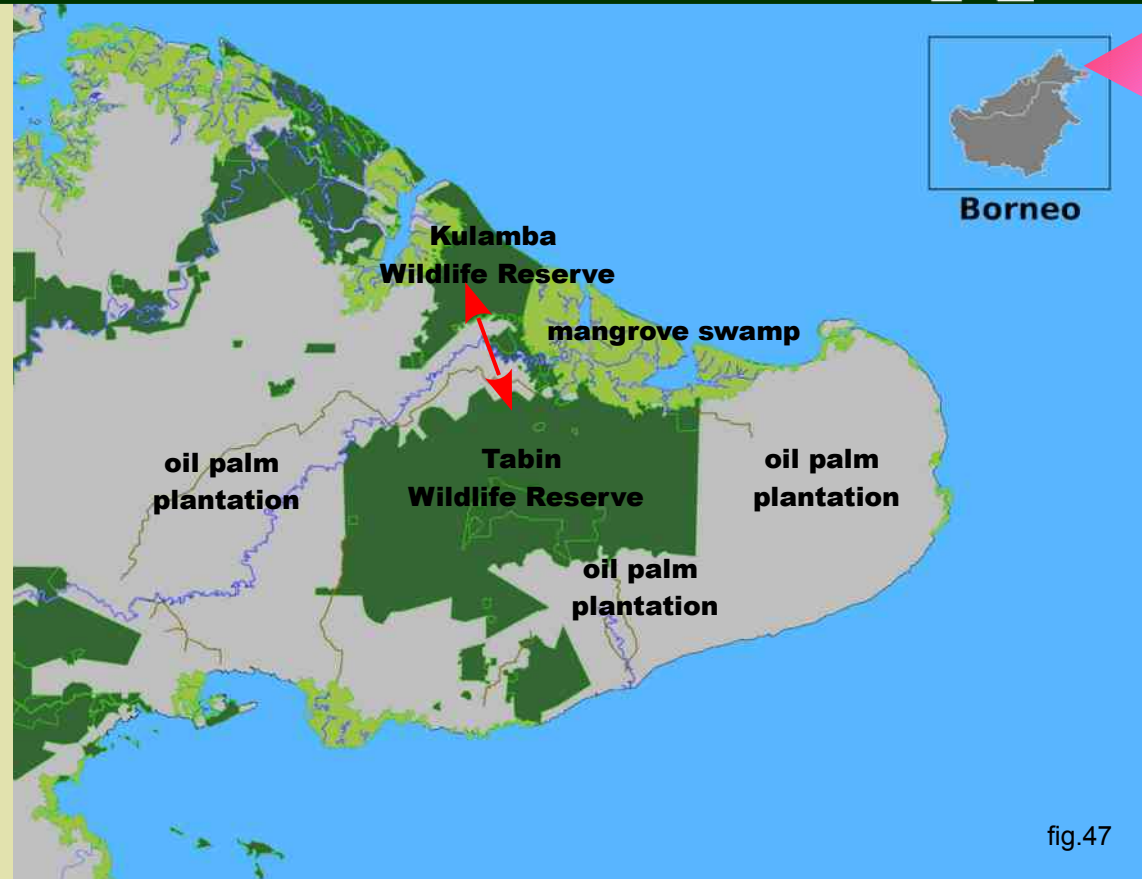 Borneo
Kulamba
Wildlife Reserve
mangrove swamp
oil palm
plantation
Tabin
Wildlife Reserve
oil palm
plantation
oil palm
plantation
fig.47